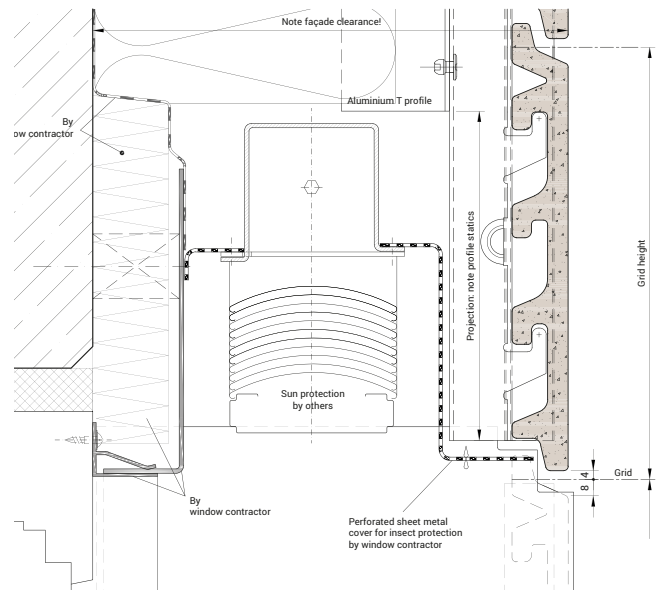 Note façade clearance!
Aluminium T profile
By
ow contractor
Projection: note profile statics
Grid height
Sun protection
by others
Grid
4
8
By
window contractor
Perforated sheet metal
cover for insect protection
by window contractor